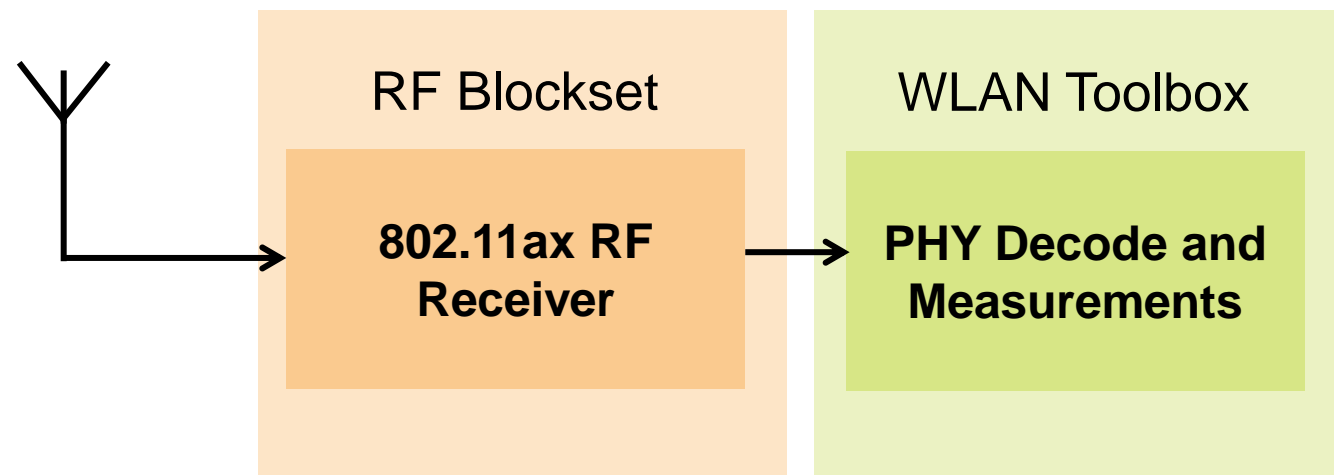 RF Blockset
802.11ax RF
Receiver
WLAN Toolbox
PHY Decode and
Measurements